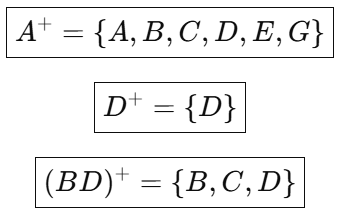 A⁺ = {A, B, C, D, E, G}
D⁺ = {D}
(BD)⁺ = {B, C, D}